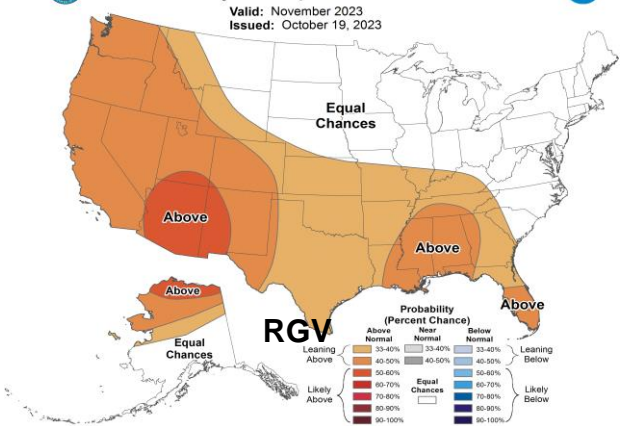 Valid: November 2023
Issued: October 19, 2023
Equal
Chances
Above
Above
Above
Above
Equal
Chances
RGV
Probability
(Percent Chance)
Above Normal
Near Normal
Below Normal
Leaning Above
33-40%
33-40%
33-40%
Leaning Below
40-50%
40-50%
40-50%
50-60%
50-60%
Likely Above
60-70%
Equal Chances
60-70%
Likely Below
70-80%
70-80%
80-90%
80-90%
90-100%
90-100%